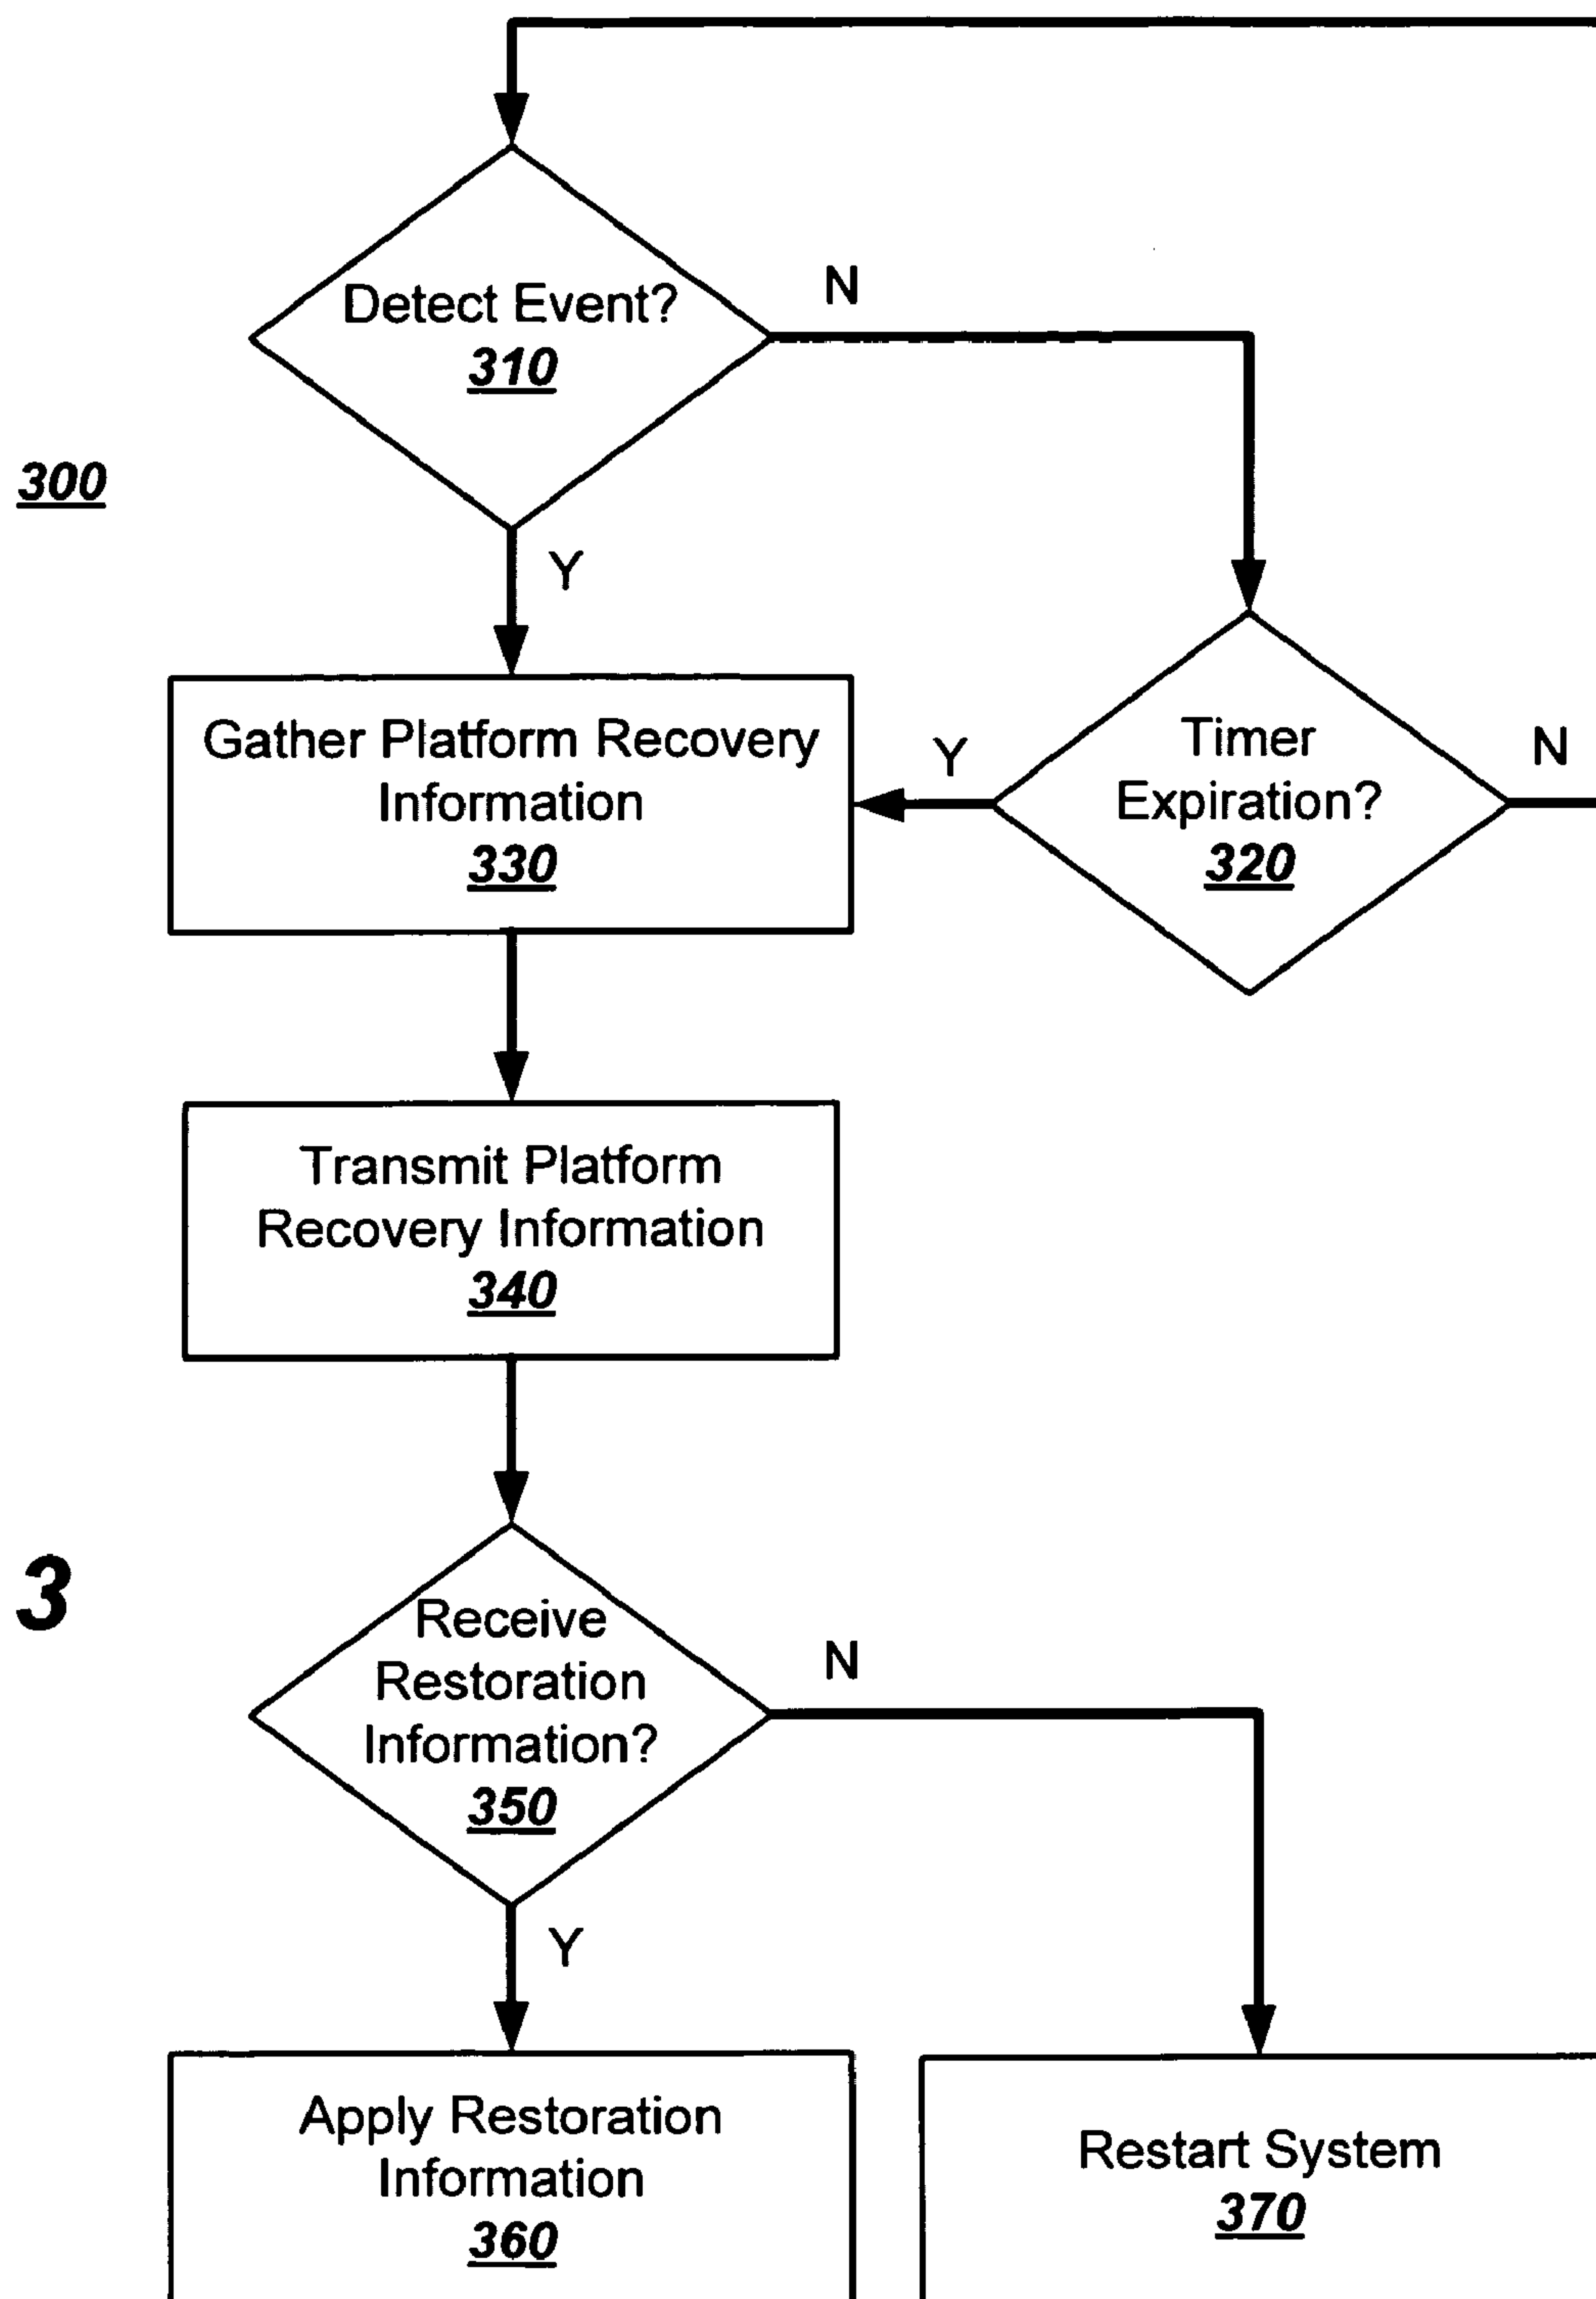 Detect Event?
310
N
300
Y
Gather Platform Recovery
Information
330
Y
Timer
Expiration?
320
N
Transmit Platform
Recovery Information
340
3
Receive
Restoration
Information?
350
N
Y
Apply Restoration
Information
360
Restart System
370